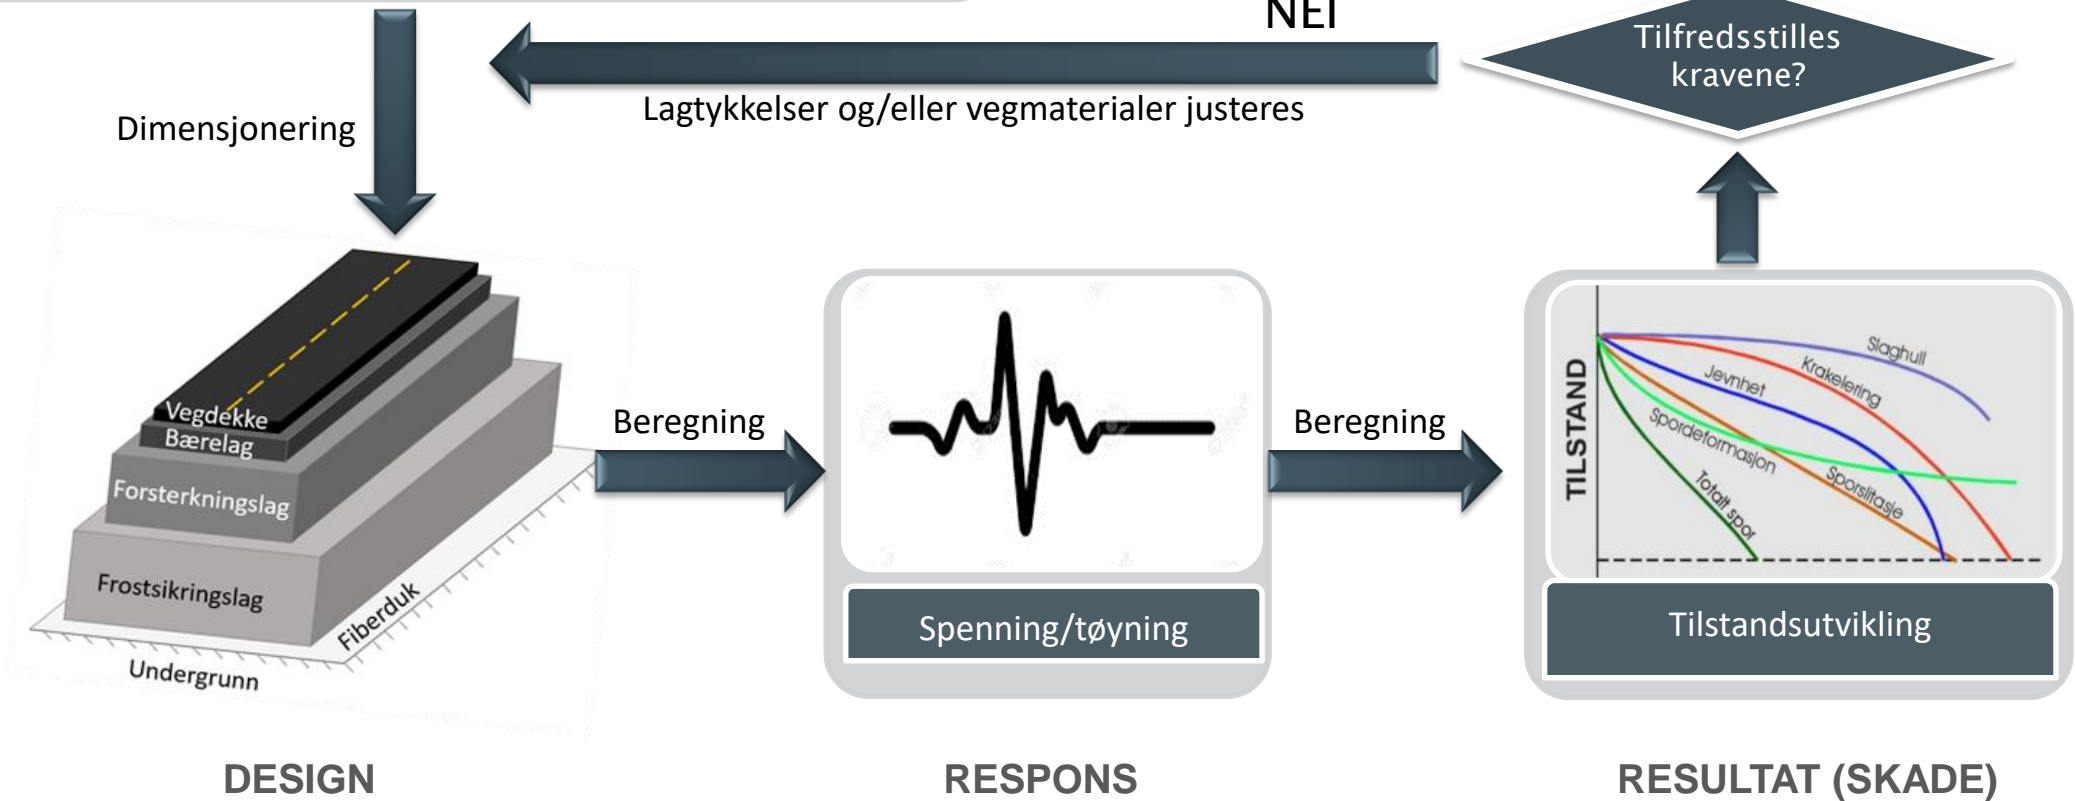 NEI
Tilfredsstilles
kravene?
Lagtykkelser og/eller vegmaterialer justeres
Dimensjonering
Vegdekke
Bærelag
Forsterkningslag
Frostsikringslag
Fiberduk
Undergrunn
Beregning
Spenning/tøyning
Beregning
TILSTAND
Slaghull
Krakelering
Jevnhet
Spordeformasjon
Sporslitasje
Totalt spor
Tilstandsutvikling
DESIGN
RESPONS
RESULTAT (SKADE)